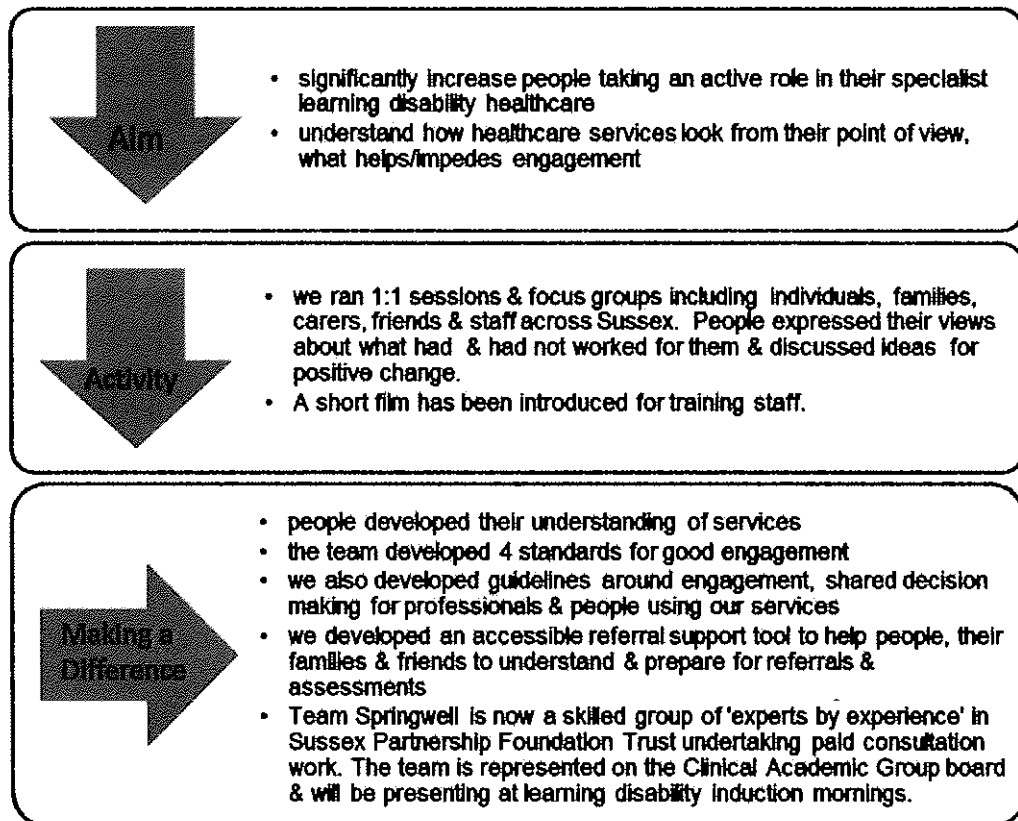 Aim
• significantly increase people taking an active role in their specialist
learning disability healthcare
• understand how healthcare services look from their point of view,
what helps/impedes engagement
Activity
• we ran 1:1 sessions & focus groups including individuals, families,
carers, friends & staff across Sussex. People expressed their views
about what had & had not worked for them & discussed ideas for
positive change.
• A short film has been introduced for training staff.
Making a
Difference
• people developed their understanding of services
• the team developed 4 standards for good engagement
• we also developed guidelines around engagement, shared decision
making for professionals & people using our services
• we developed an accessible referral support tool to help people, their
families & friends to understand & prepare for referrals &
assessments
• Team Springwell is now a skilled group of 'experts by experience' in
Sussex Partnership Foundation Trust undertaking paid consultation
work. The team is represented on the Clinical Academic Group board
& will be presenting at learning disability induction mornings.